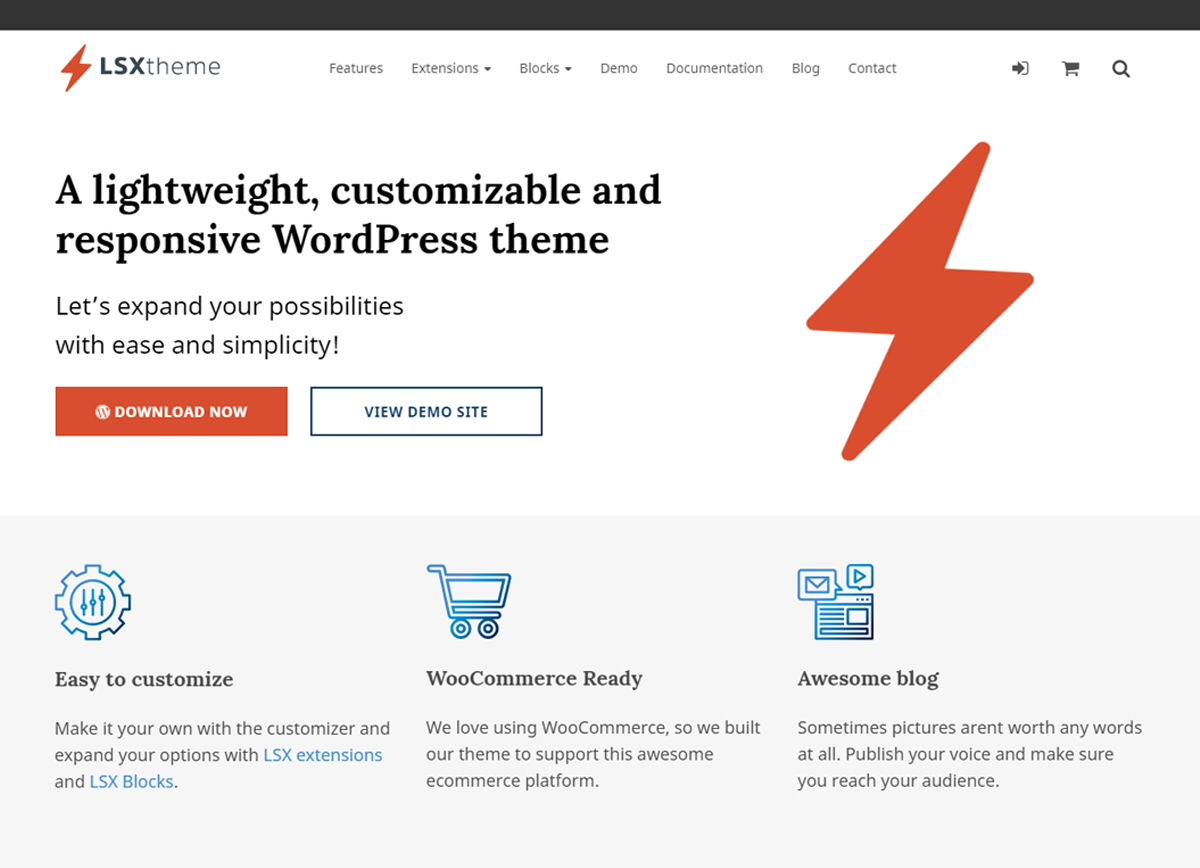 LSXtheme
Features Extensions Blocks Demo Documentation Blog Contact
A lightweight, customizable and
responsive WordPress theme
Let’s expand your possibilities
with ease and simplicity!
DOWNLOAD NOW
VIEW DEMO SITE
Easy to customize
Make it your own with the customizer and
expand your options with LSX extensions
and LSX Blocks.
WooCommerce Ready
We love using WooCommerce, so we built
our theme to support this awesome
ecommerce platform.
Awesome blog
Sometimes pictures arent worth any words
at all. Publish your voice and make sure
you reach your audience.